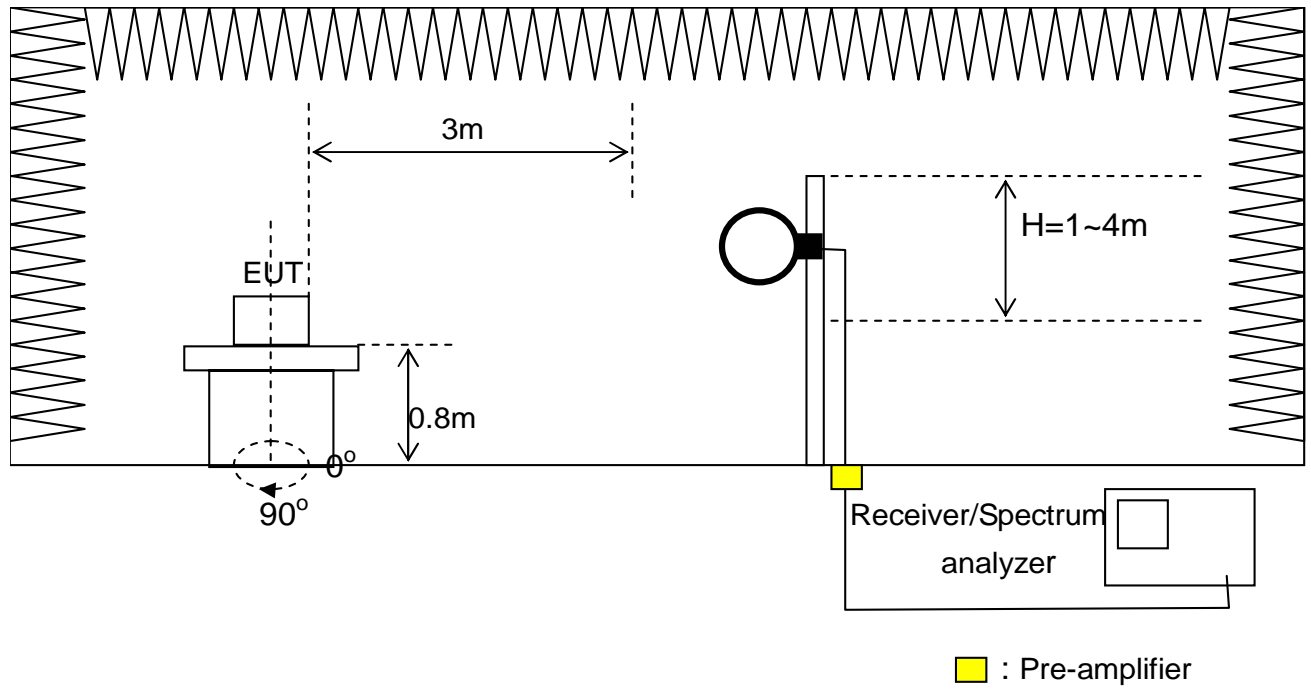 3m
H=1~4m
EUT
0.8m
0°
90°
Receiver/Spectrum
analyzer
: Pre-amplifier